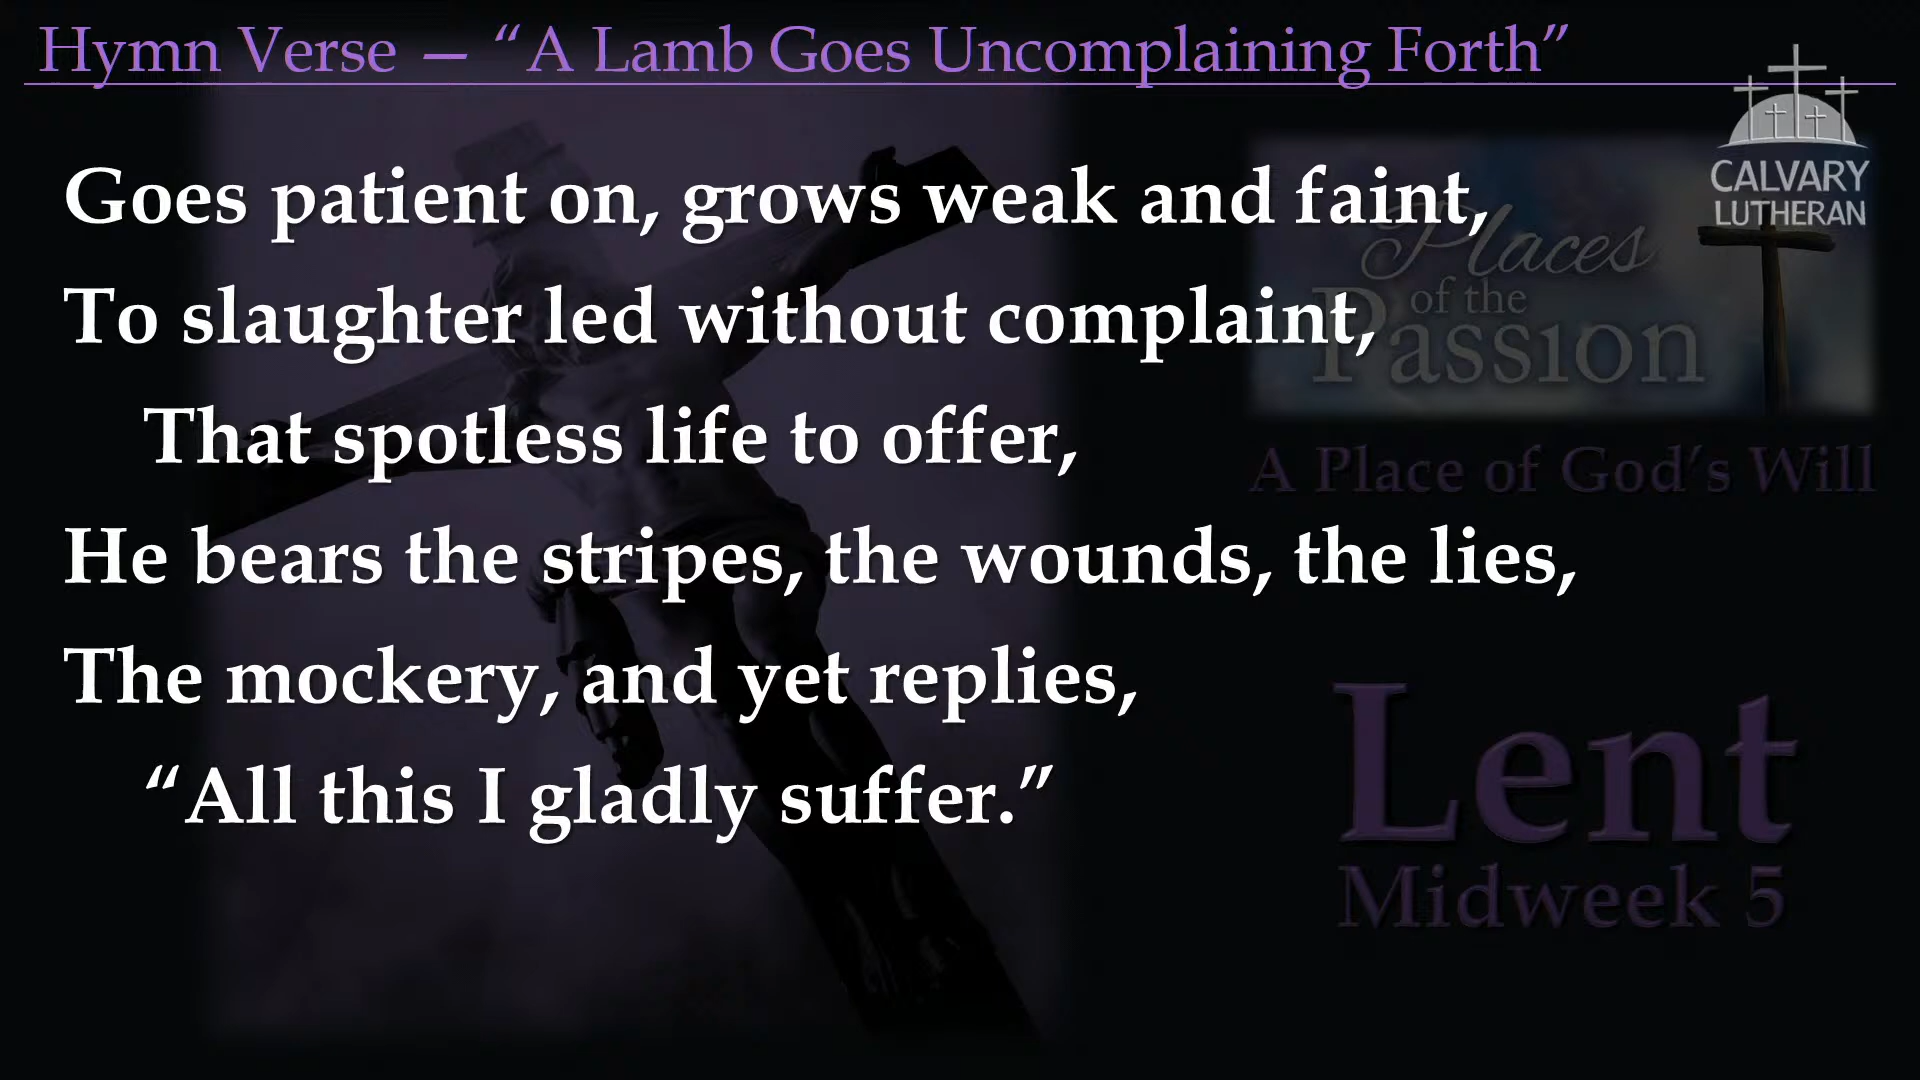 Hymn Verse — “A Lamb Goes Uncomplaining Forth”
CALVARY
LUTHERAN
Goes patient on, grows weak and faint,
To slaughter led without complaint,
That spotless life to offer,
He bears the stripes, the wounds, the lies,
The mockery, and yet replies,
“All this I gladly suffer.”
Places
of the
Passion
A Place of God’s Will
Lent
Midweek 5